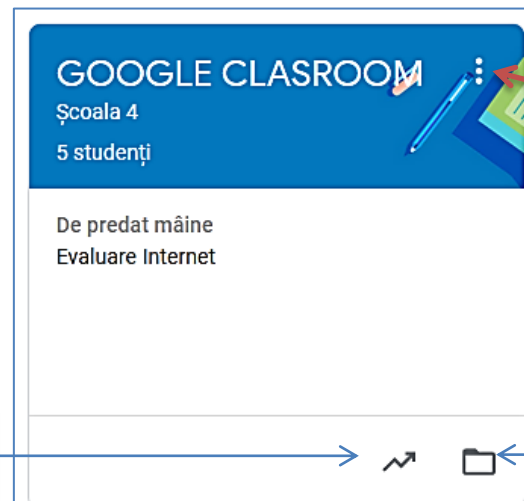 GOOGLE CLASROOM
Școala 4
5 studenți
De predat mâine
Evaluare Internet